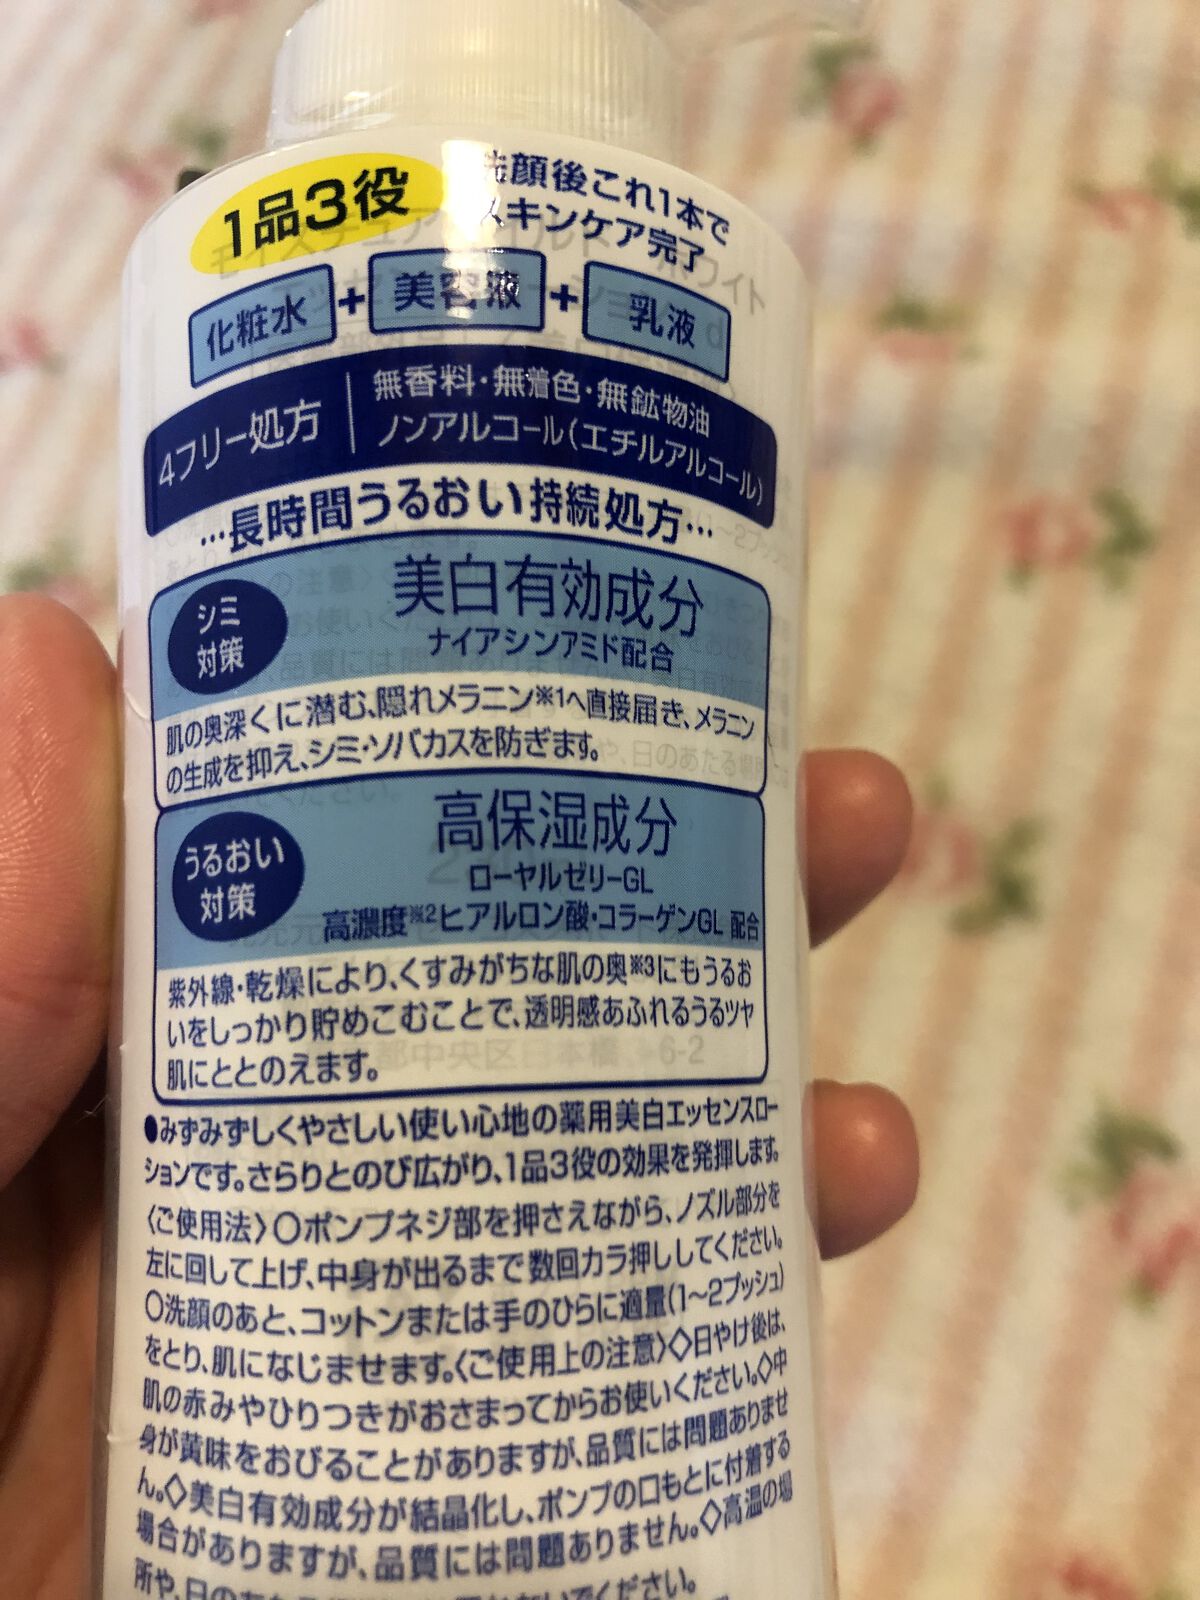 1品3役
洗顔後これ1本で
スキンケア完了
化粧水+美容液+乳液
4フリー処方
無香料・無着色・無鉱物油
ノンアルコール(エチルアルコール)
…長時間うるおい持続処方…
シミ
対策
美白有効成分
ナイアシンアミド配合
肌の奥深くに潜む、隠れメラニン※1へ直接届き、メラニン
の生成を抑え、シミ・ソバカスを防ぎます。
うるおい
対策
高保湿成分
ローヤルゼリーGL
高濃度※2ヒアルロン酸・コラーゲンGL 配合
紫外線・乾燥により、くすみがちな肌の奥※3にもうるお
いをしっかり貯めこむことで、透明感あふれるうるツヤ
肌にととのえます。
●みずみずしくやさしい使い心地の薬用美白エッセンスロー
ションです。さらりとのび広がり、1品3役の効果を発揮します。
〈ご使用法〉○ポンプネジ部を押さえながら、ノズル部分を
左に回して上げ、中身が出るまで数回カラ押ししてください。
○洗顔のあと、コットンまたは手のひらに適量(1〜2プッシュ)
をとり、肌になじませます。〈ご使用上の注意〉◇日やけ後は、
肌の赤みやひりつきがおさまってからお使いください。◇中
身が黄味をおびることがありますが、品質には問題ありませ
ん。◇美白有効成分が結晶化し、ポンプの口もとに付着する
場合がありますが、品質には問題ありません。◇高温の場
所や、日の
でください。